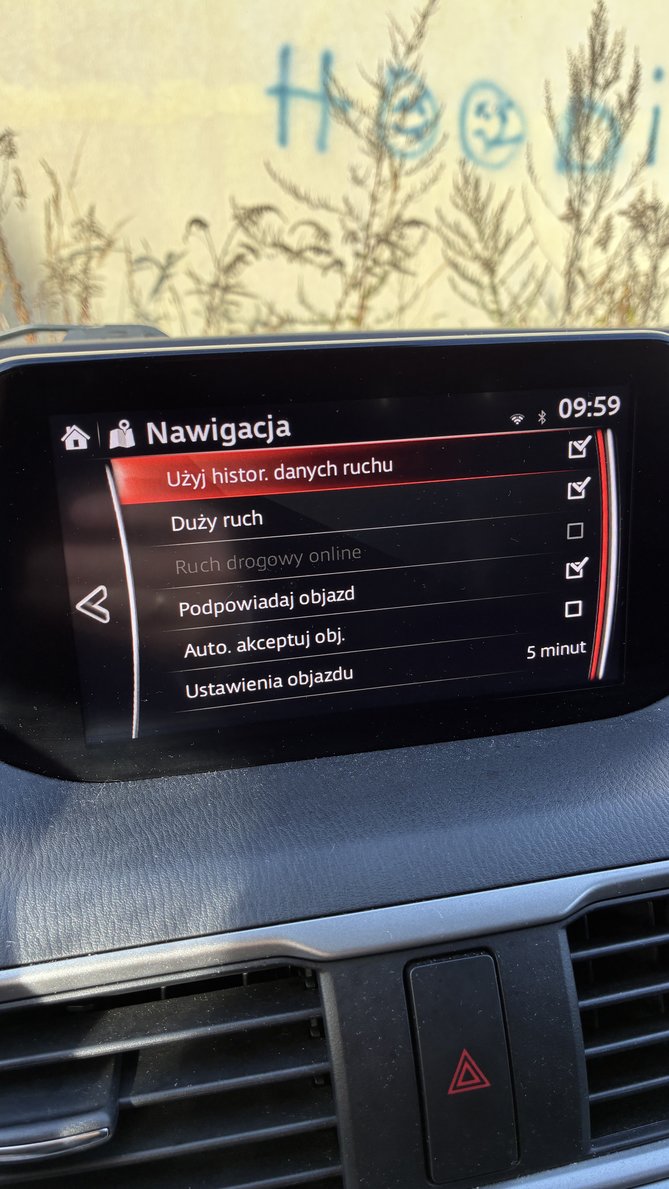 Nawigacja
09:59
Użyj histor. danych ruchu
Duży ruch
Ruch drogowy online
Podpowiadaj objazd
Auto. akceptuj obj.
Ustawienia objazdu
5 minut